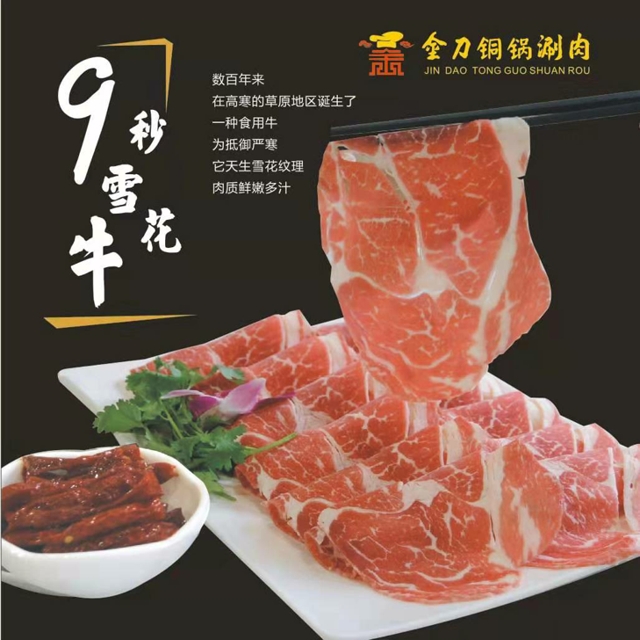 金刀铜锅涮肉
JIN DAO TONG GUO SHUAN ROU
9秒雪花牛
数百年来
在高寒的草原地区诞生了
一种食用牛
为抵御严寒
它天生雪花纹理
肉质鲜嫩多汁